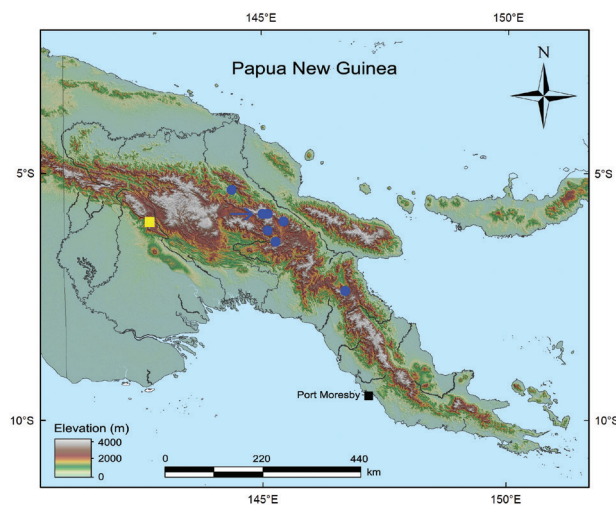 145°E
150°E
Papua New Guinea
N
5°S
5°S
10°S
10°S
Port Moresby
Elevation (m)
4000
2000
0
0
220
440
km
145°E
150°E